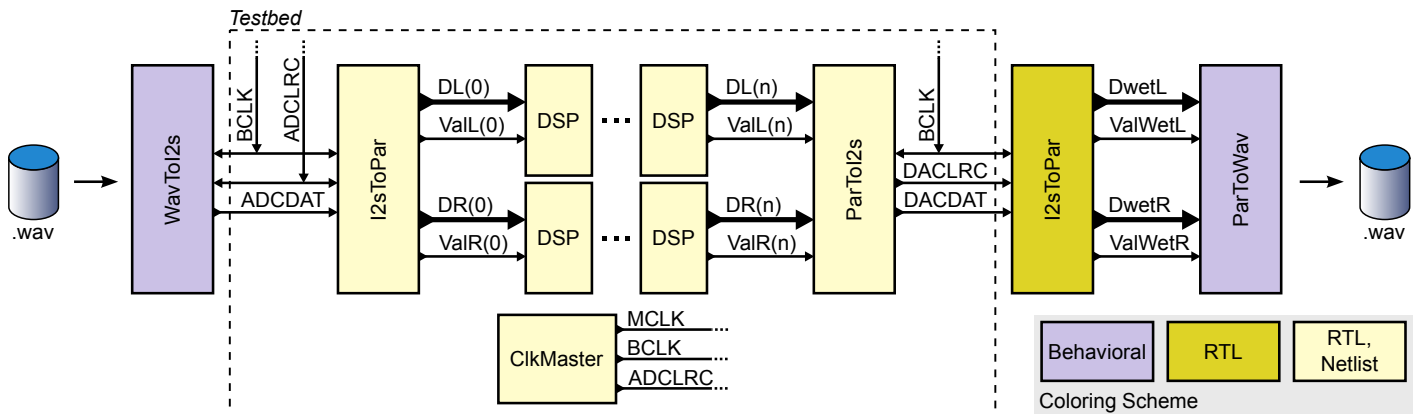 Testbed
.wav
WavToI2s
BCLK
ADCLRC
ADCDAT
I2sToPar
DL(0)
ValL(0)
DR(0)
ValR(0)
DSP
DSP
DSP
DSP
DL(n)
ValL(n)
DR(n)
ValR(n)
ParToI2s
BCLK
DACLRC
DACDAT
I2sToPar
DwetL
ValWetL
DwetR
ValWetR
ParToWav
.wav
ClkMaster
MCLK
BCLK
ADCLRC
Behavioral
RTL
RTL,
Netlist
Coloring Scheme